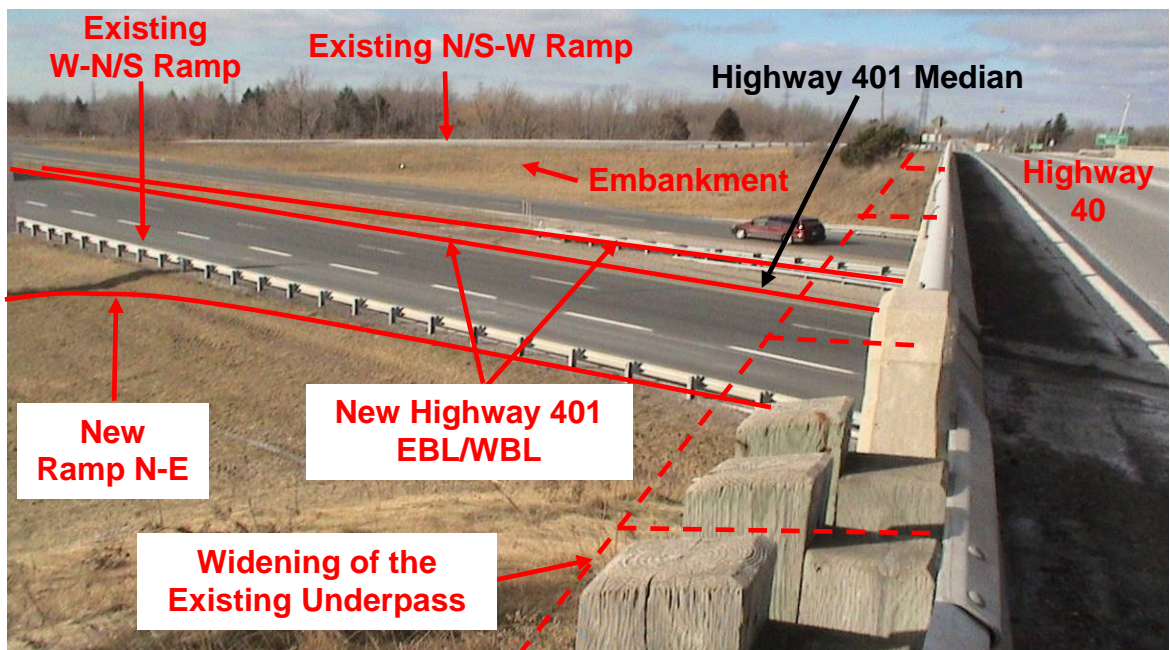 Existing
W-N/S Ramp
Existing N/S-W Ramp
Highway 401 Median
Embankment
Highway
40
New
Ramp N-E
New Highway 401
EBL/WBL
Widening of the
Existing Underpass